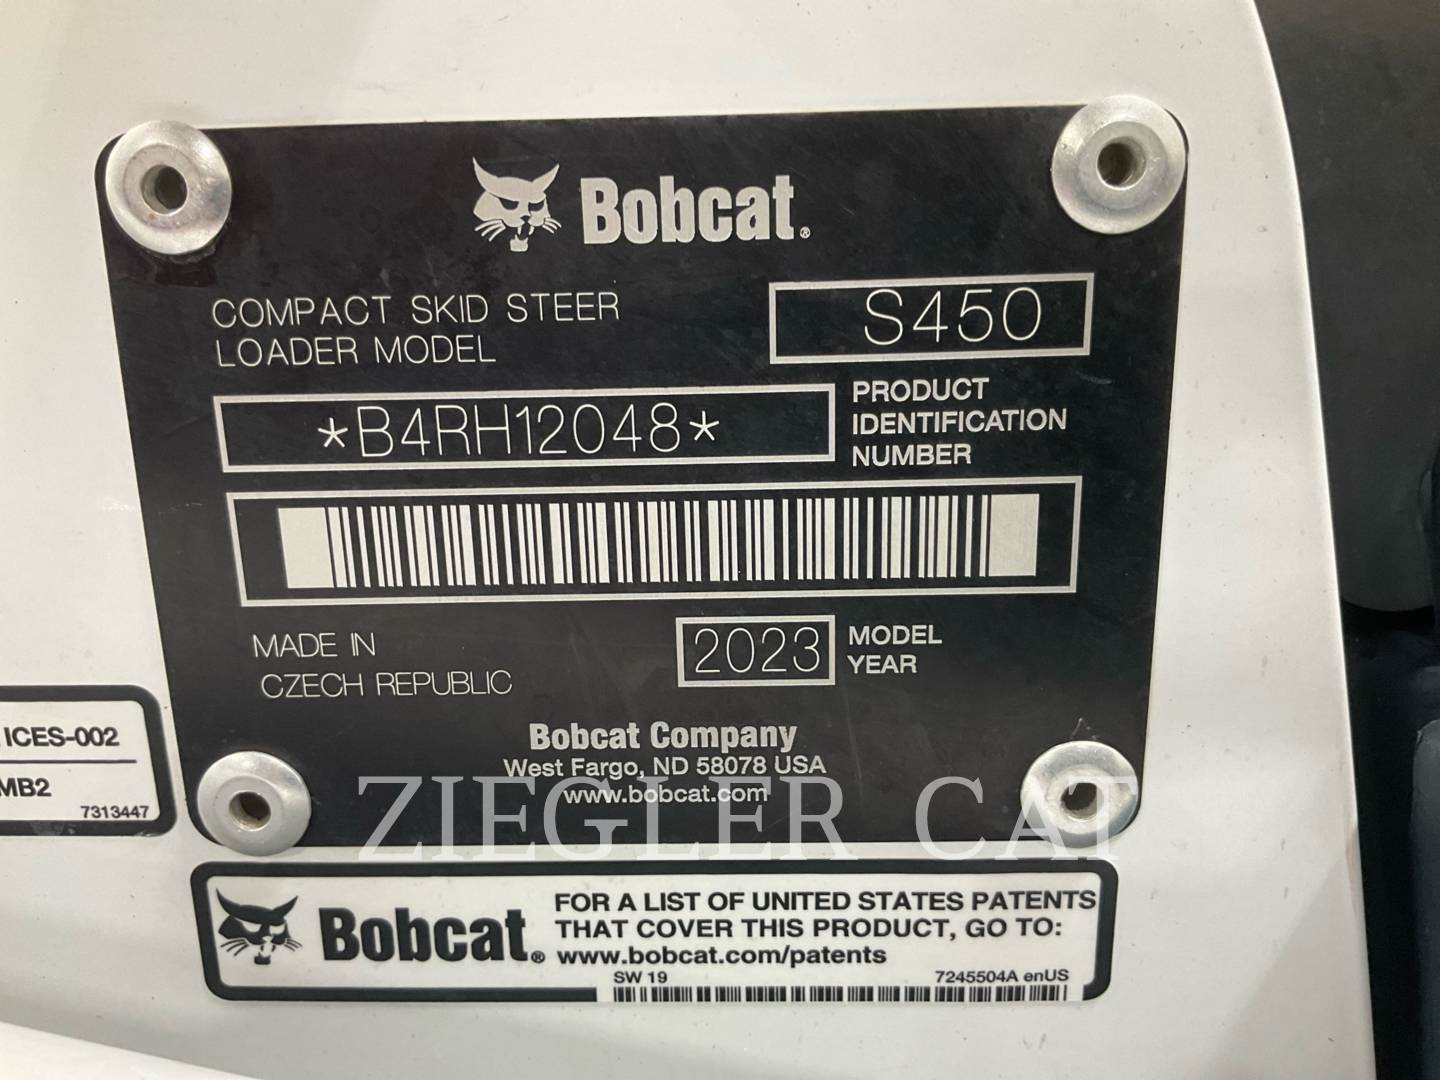 Bobcat®
COMPACT SKID STEER
LOADER MODEL
S450
*B4RH12048*
PRODUCT
IDENTIFICATION
NUMBER
MADE IN
CZECH REPUBLIC
2023
MODEL
YEAR
Bobcat Company
West Fargo, ND 58078 USA
www.bobcat.com
ICES-002
MB2
7313447
ZIEGLER CAT
Bobcat®
FOR A LIST OF UNITED STATES PATENTS
THAT COVER THIS PRODUCT, GO TO:
www.bobcat.com/patents
SW 19
7245504A enUS